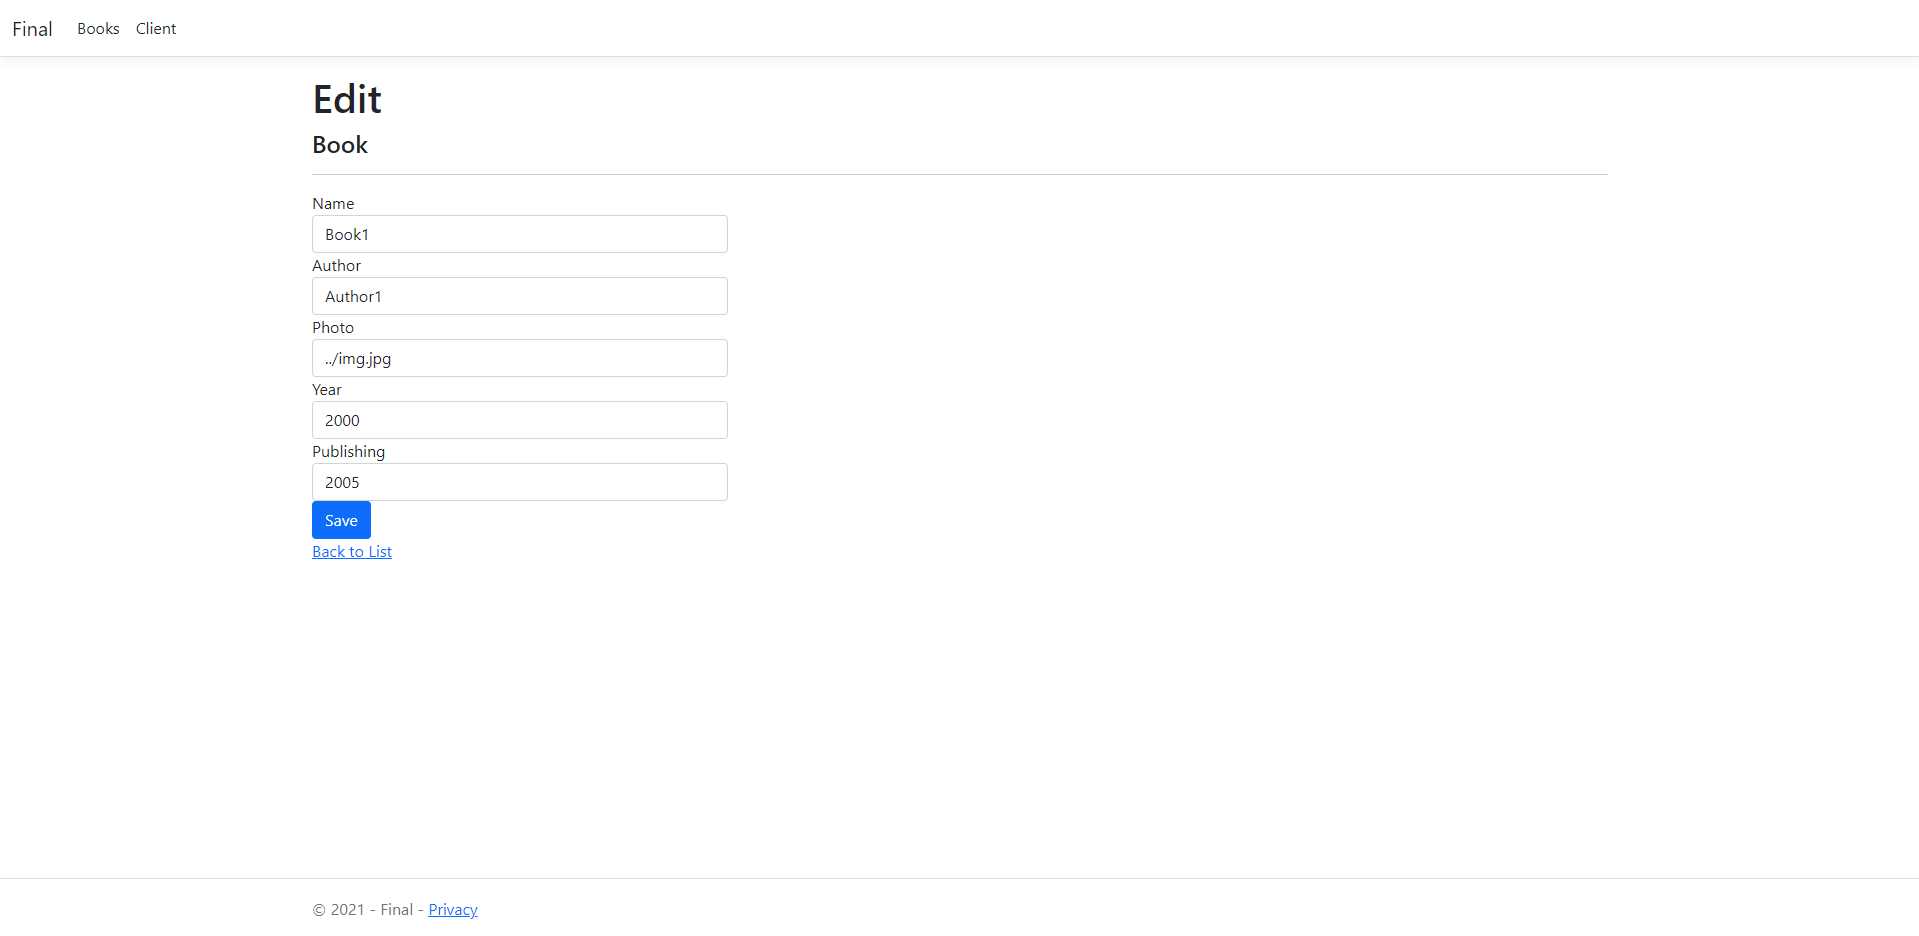 Final Books Client
Edit
Book
Name
Book1
Author
Author1
Photo
../img.jpg
Year
2000
Publishing
2005
Save
Back to List
© 2021 - Final - Privacy